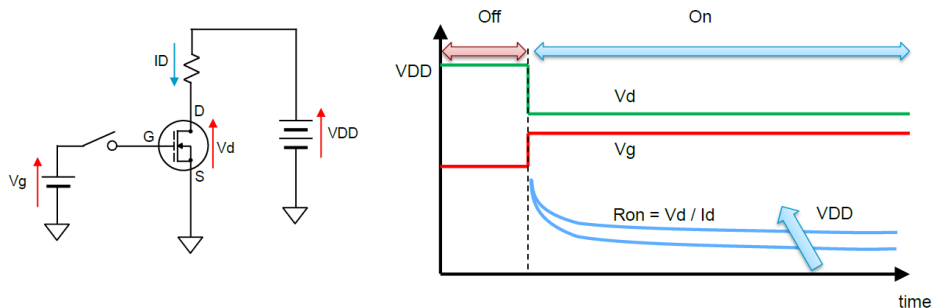 ID
D
G
Vd
S
Vg
VDD
Off
On
VDD
Vd
Vg
Ron = Vd / Id
VDD
time